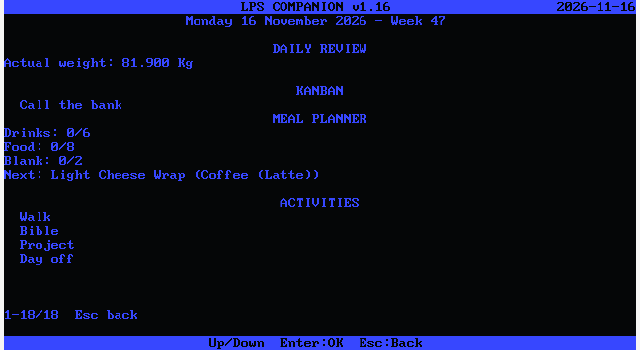 LPS COMPANION v1.16 2026-11-16
Monday 16 November 2026 - Week 47
DAILY REVIEW
Actual weight: 81.900 Kg
KANBAN
Call the bank
MEAL PLANNER
Drinks: 0/6
Food: 0/8
Blank: 0/2
Next: Light Cheese Wrap (Coffee (Latte))
ACTIVITIES
Walk
Bible
Project
Day off
1-18/18 Esc back
Up/Down Enter:OK Esc:Back